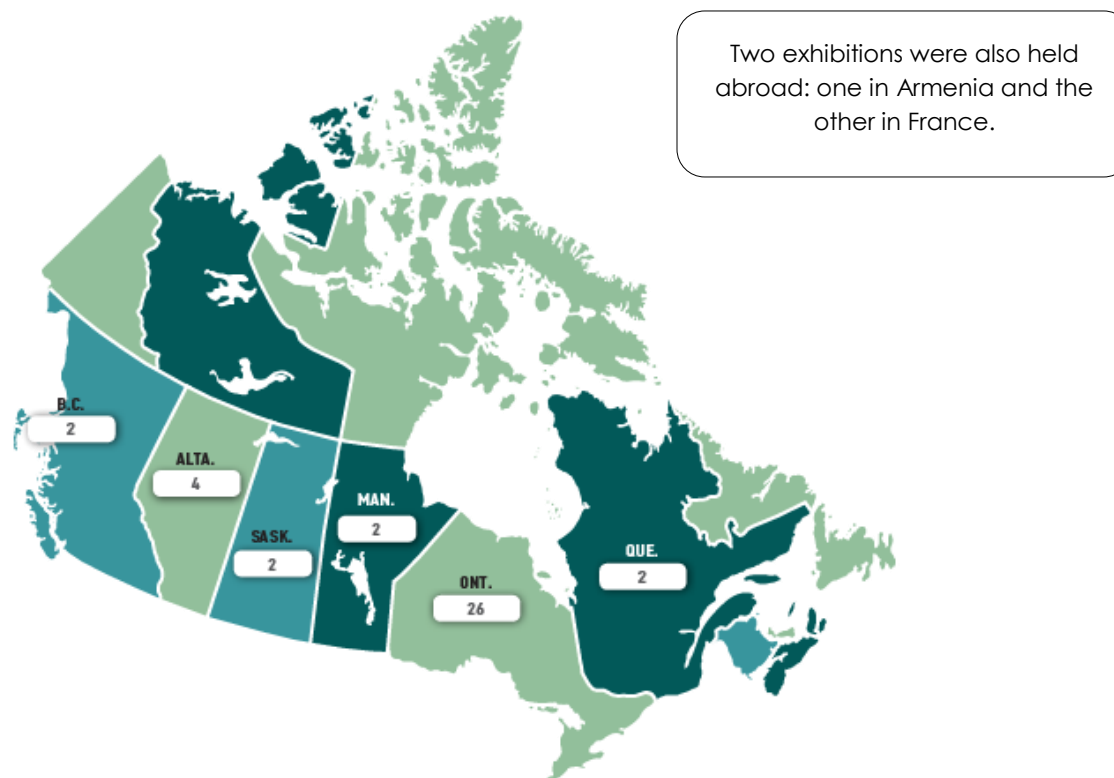 Two exhibitions were also held
abroad: one in Armenia and the
other in France.
B.C.
2
ALTA.
4
SASK.
2
MAN.
2
ONT.
26
QUE.
2